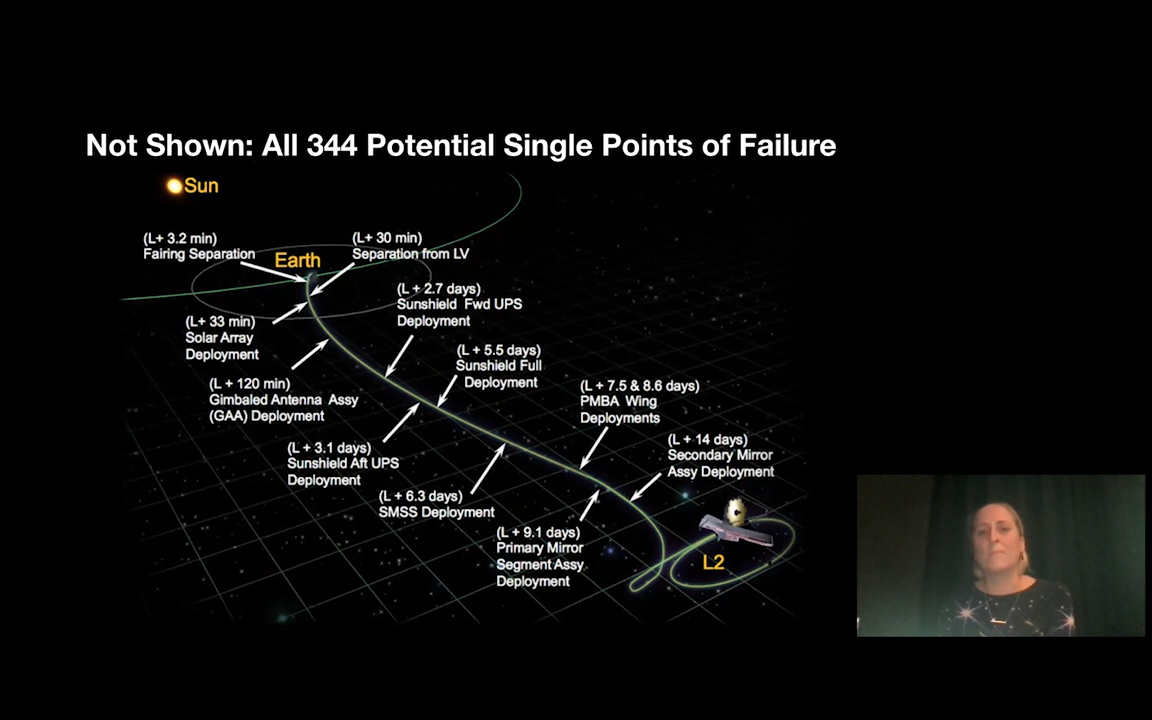 Not Shown: All 344 Potential Single Points of Failure
Sun
(L+ 3.2 min)
Fairing Separation
(L+ 30 min)
Separation from LV
Earth
(L + 2.7 days)
Sunshield Fwd UPS
Deployment
(L+ 33 min)
Solar Array
Deployment
(L + 5.5 days)
Sunshield Full
Deployment
(L + 120 min)
Gimbaled Antenna Assy
(GAA) Deployment
(L + 7.5 & 8.6 days)
PMBA Wing
Deployments
(L + 3.1 days)
Sunshield Aft UPS
Deployment
(L + 14 days)
Secondary Mirror
Assy Deployment
(L + 6.3 days)
SMSS Deployment
(L + 9.1 days)
Primary Mirror
Segment Assy
Deployment
L2